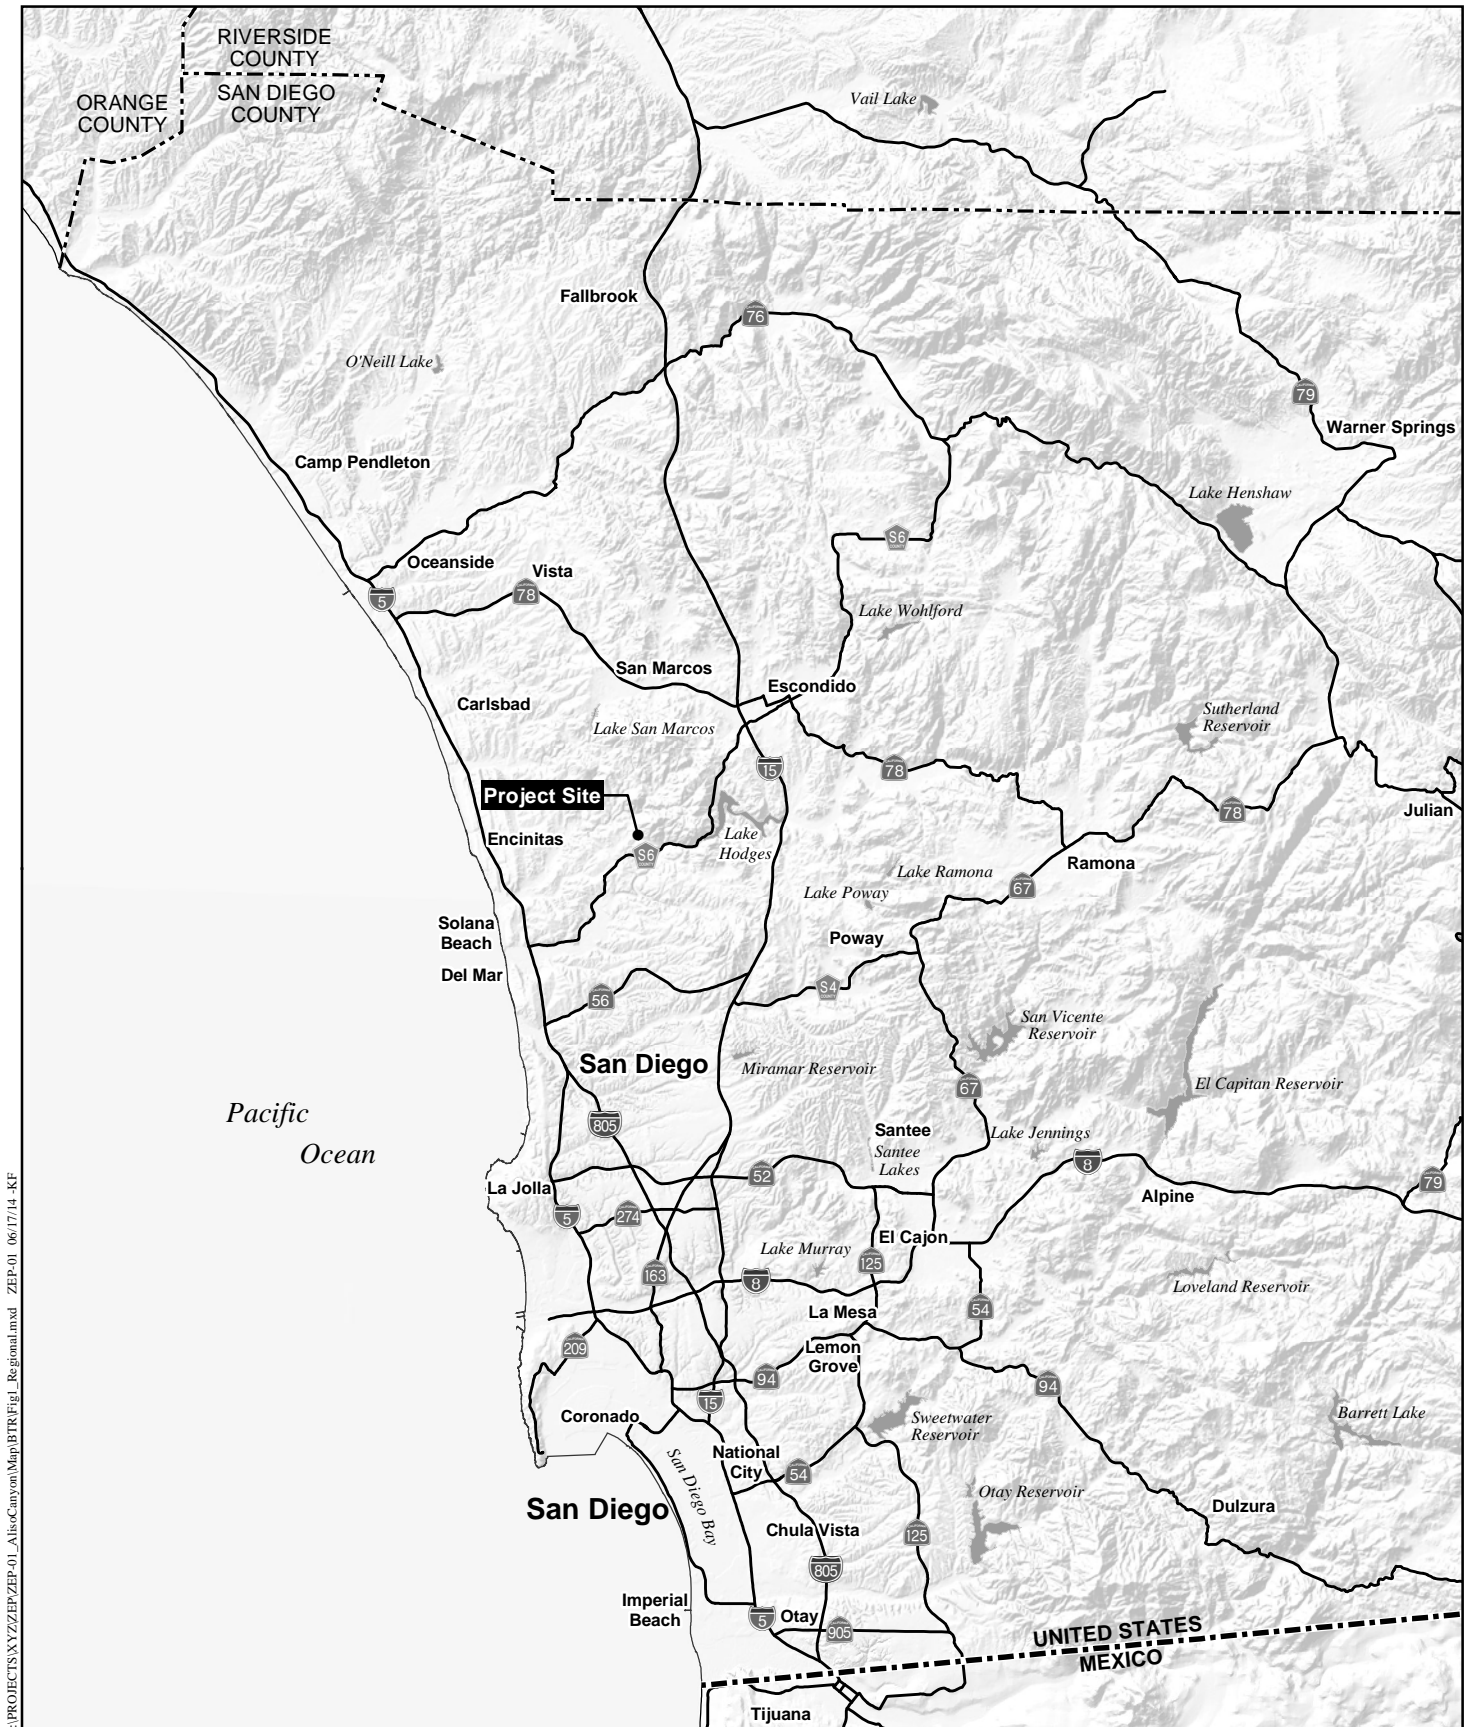 RIVERSIDE
COUNTY
ORANGE
COUNTY
SAN DIEGO
COUNTY
Vail Lake
Fallbrook
76
O'Neill Lake
79
Warner Springs
Camp Pendleton
Lake Henshaw
S6
COUNTY
Oceanside
Vista
5
78
Lake Wohlford
San Marcos
Escondido
Carlsbad
Lake San Marcos
Sutherland
Reservoir
15
78
Project Site
78
Julian
Encinitas
Lake
Hodges
S6
COUNTY
Ramona
Lake Ramona
67
Lake Poway
Solana
Beach
Poway
Del Mar
56
S4
COUNTY
San Vicente
Reservoir
San Diego
Miramar Reservoir
67
El Capitan Reservoir
Pacific
Ocean
805
Santee
Santee
Lakes
Lake Jennings
8
52
79
La Jolla
Alpine
5
274
El Cajon
Lake Murray
125
163
8
Loveland Reservoir
La Mesa
54
209
Lemon
Grove
94
94
15
Coronado
Sweetwater
Reservoir
Barrett Lake
National
City
San Diego Bay
54
Otay Reservoir
San Diego
Dulzura
Chula Vista
125
805
Imperial
Beach
5
Otay
905
UNITED STATES
MEXICO
Tijuana
:\PROJECTS\XYZ\ZEP\ZEP-01_AlisoCanyon\Map\BTR\Fig1_Regional.mxd ZEP-01 06/17/14 -KF